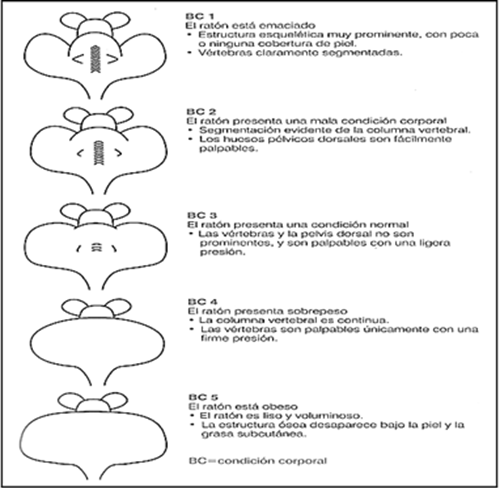 BC 1
El ratón está emaciado
• Estructura esquelética muy prominente, con poca
o ninguna cobertura de piel.
• Vértebras claramente segmentadas.
BC 2
El ratón presenta una mala condición corporal
• Segmentación evidente de la columna vertebral.
• Los huesos pélvicos dorsales son fácilmente
palpables.
BC 3
El ratón presenta una condición normal
• Las vértebras y la pelvis dorsal no son
prominentes, y son palpables con una ligera
presión.
BC 4
El ratón presenta sobrepeso
• La columna vertebral es continua.
• Las vértebras son palpables únicamente con una
firme presión.
BC 5
El ratón está obeso
• El ratón es liso y voluminoso.
• La estructura ósea desaparece bajo la piel y la
grasa subcutánea.
BC=condición corporal